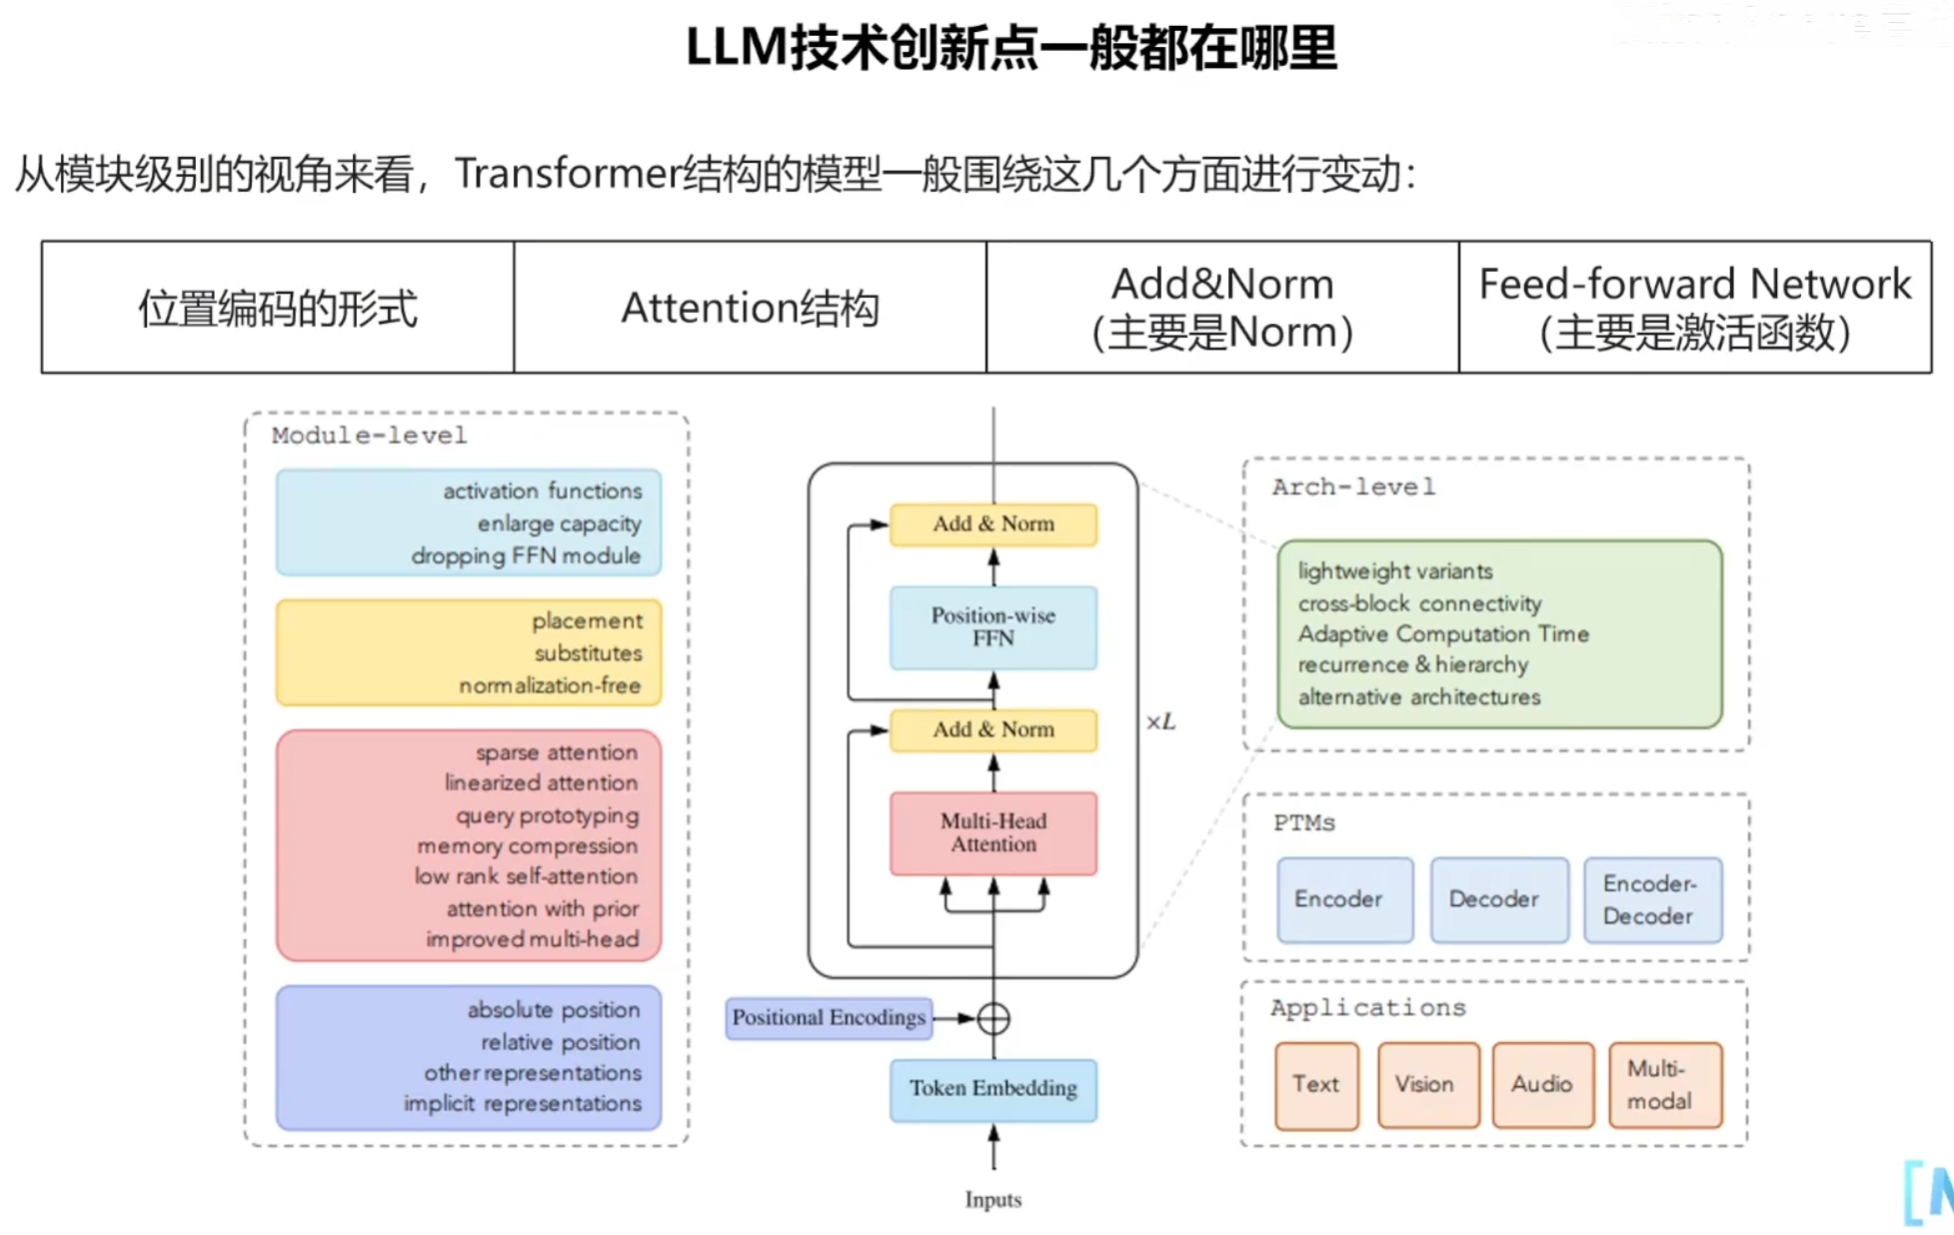 LLM技术创新点一般都在哪里
从模块级别的视角来看，Transformer结构的模型一般围绕这几个方面进行变动：
位置编码的形式
Attention结构
Add&Norm
（主要是Norm）
Feed-forward Network
（主要是激活函数）
Module-level
activation functions
enlarge capacity
dropping FFN module
placement
substitutes
normalization-free
sparse attention
linearized attention
query prototyping
memory compression
low rank self-attention
attention with prior
improved multi-head
absolute position
relative position
other representations
implicit representations
Add & Norm
Position-wise
FFN
Add & Norm
Multi-Head
Attention
×L
Positional Encodings
Token Embedding
Inputs
Arch-level
lightweight variants
cross-block connectivity
Adaptive Computation Time
recurrence & hierarchy
alternative architectures
PTMs
Encoder
Decoder
Encoder-
Decoder
Applications
Text
Vision
Audio
Multi-
modal